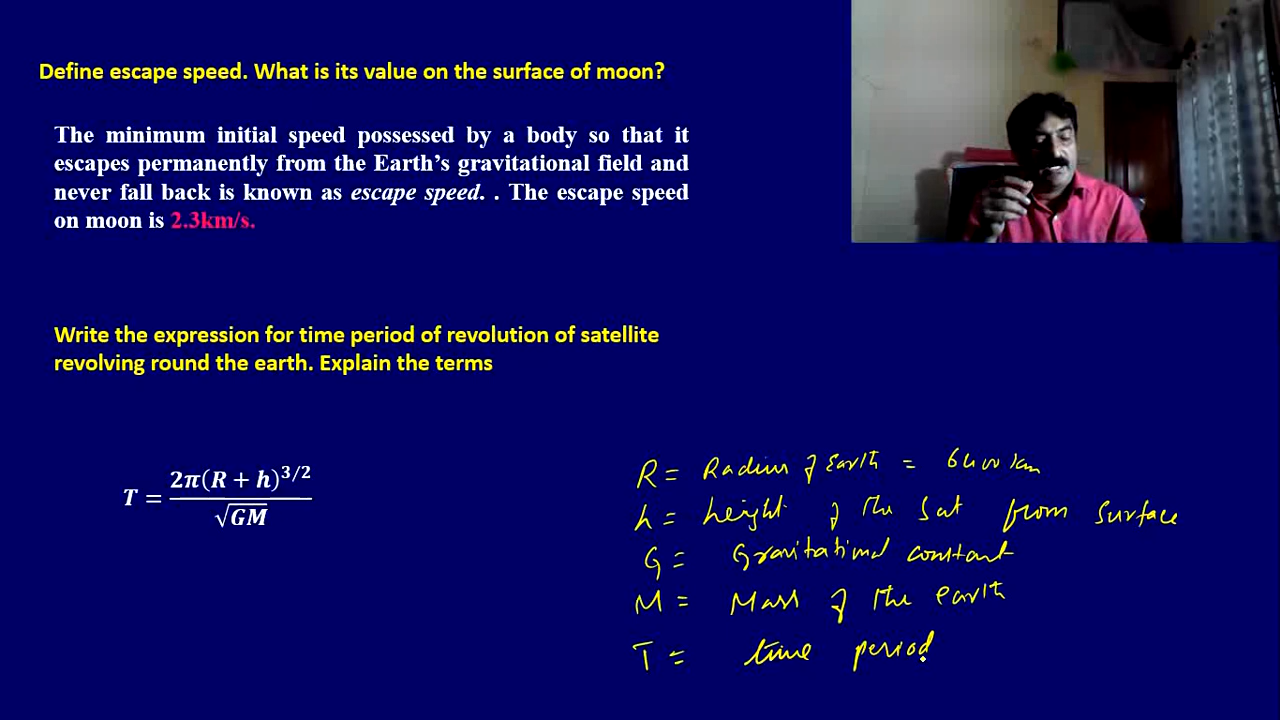 Define escape speed. What is its value on the surface of moon?
The minimum initial speed possessed by a body so that it
escapes permanently from the Earth's gravitational field and
never fall back is known as escape speed. . The escape speed
on moon is 2.3km/s.
Write the expression for time period of revolution of satellite
revolving round the earth. Explain the terms
T = 2π(R + h)^3/2 / √GM
R = Radius of Earth = 6400 km
h = height of the Sat from surface
G = Gravitational constant
M = Mass of the earth
T = time period